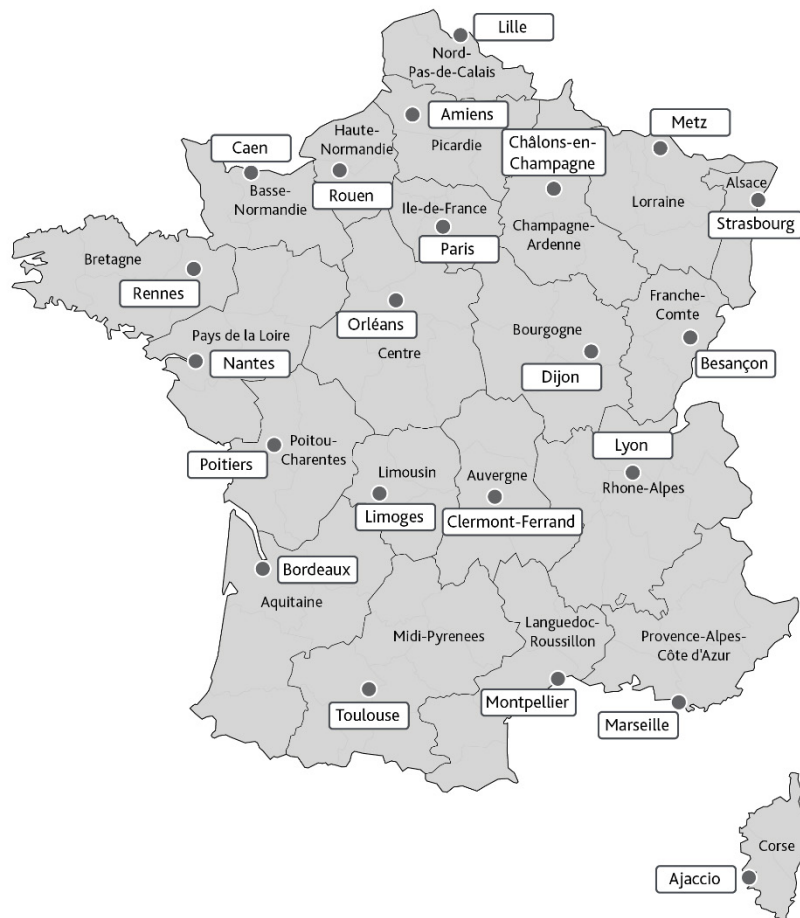 Lille
Nord-
Pas-de-Calais
Amiens
Picardie
Haute-
Normandie
Rouen
Caen
Basse-
Normandie
Châlons-en-
Champagne
Champagne-
Ardenne
Metz
Lorraine
Alsace
Strasbourg
Ile-de-France
Paris
Bretagne
Rennes
Pays de la Loire
Nantes
Orléans
Centre
Bourgogne
Dijon
Franche-
Comte
Besançon
Poitou-
Charentes
Poitiers
Limousin
Limoges
Auvergne
Clermont-Ferrand
Lyon
Rhone-Alpes
Bordeaux
Aquitaine
Midi-Pyrenees
Toulouse
Languedoc-
Roussillon
Montpellier
Provence-Alpes-
Côte d'Azur
Marseille
Corse
Ajaccio